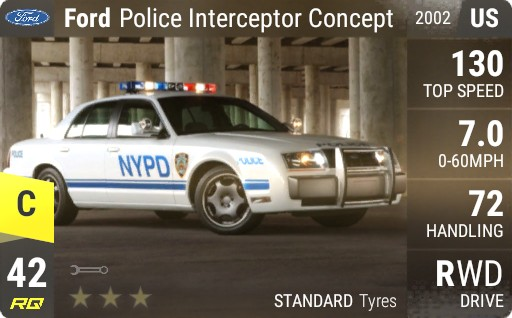 Ford Ford Police Interceptor Concept 2002 US
130
TOP SPEED
7.0
0-60MPH
72
HANDLING
RWD
DRIVE
NYPD
POLICE
C
42
RQ
STANDARD Tyres